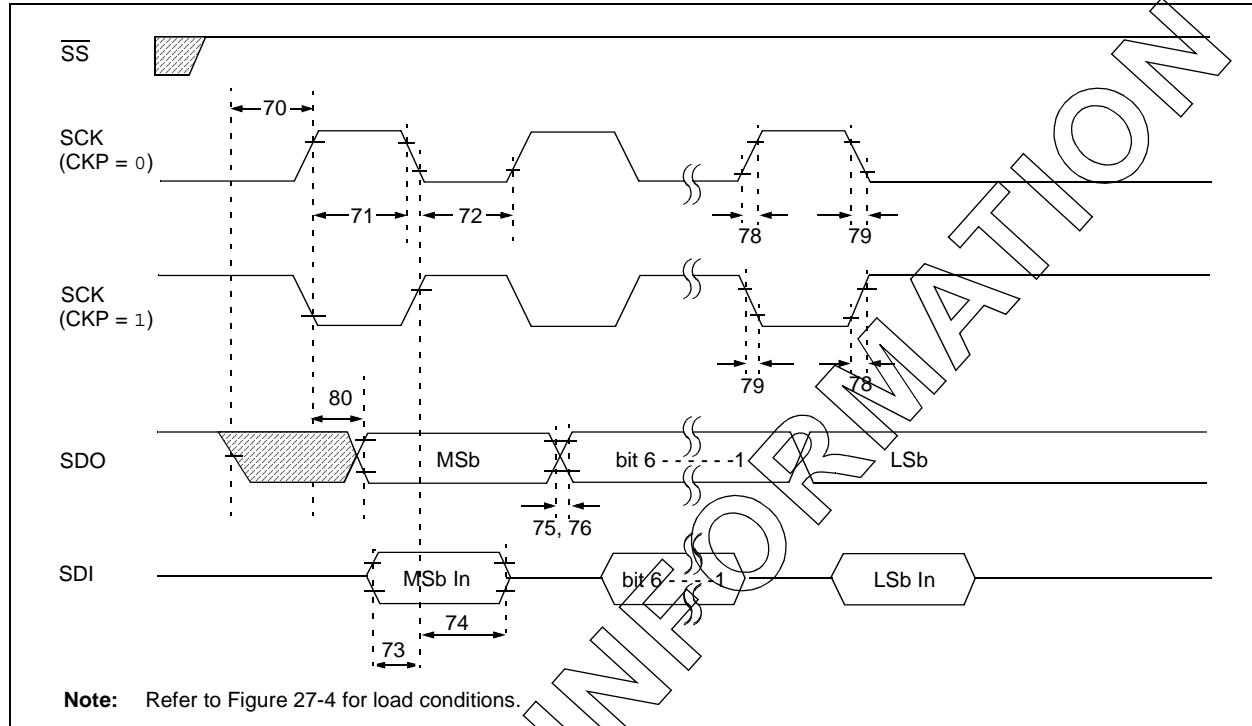 SS
70
SCK
(CKP = 0)
71
72
78
79
SCK
(CKP = 1)
79
78
80
SDO
MSb
bit 6 - - - - - -1
LSb
75, 76
SDI
MSb In
bit 6 - - - - -1
LSb In
74
73
Note: Refer to Figure 27-4 for load conditions.
INFORMATION